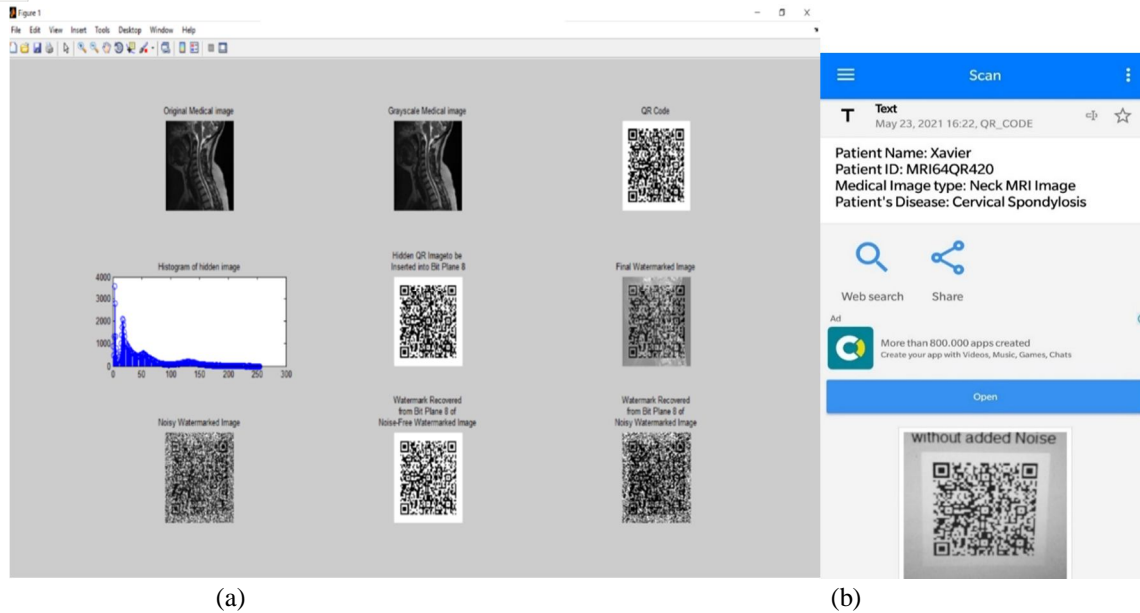 Figure 1
File Edit View Insert Tools Desktop Window Help
Original Medical image
Grayscale Medical image
QR Code
Histogram of hidden image
4000
3000
2000
1000
0
0 50 100 150 200 250 300
Hidden QR Imageto be
Inserted into Bit Plane 8
Final Watermarked Image
Noisy Watermarked Image
Watermark Recovered
from Bit Plane 8 of
Noise-Free Watermarked Image
Watermark Recovered
from Bit Plane 8 of
Noisy Watermarked Image
(a)
Scan
T Text
May 23, 2021 16:22, QR_CODE
Patient Name: Xavier
Patient ID: MRI64QR420
Medical Image type: Neck MRI Image
Patient's Disease: Cervical Spondylosis
Web search Share
Ad
More than 800.000 apps created
Create your app with Videos, Music, Games, Chats
Open
without added Noise
(b)